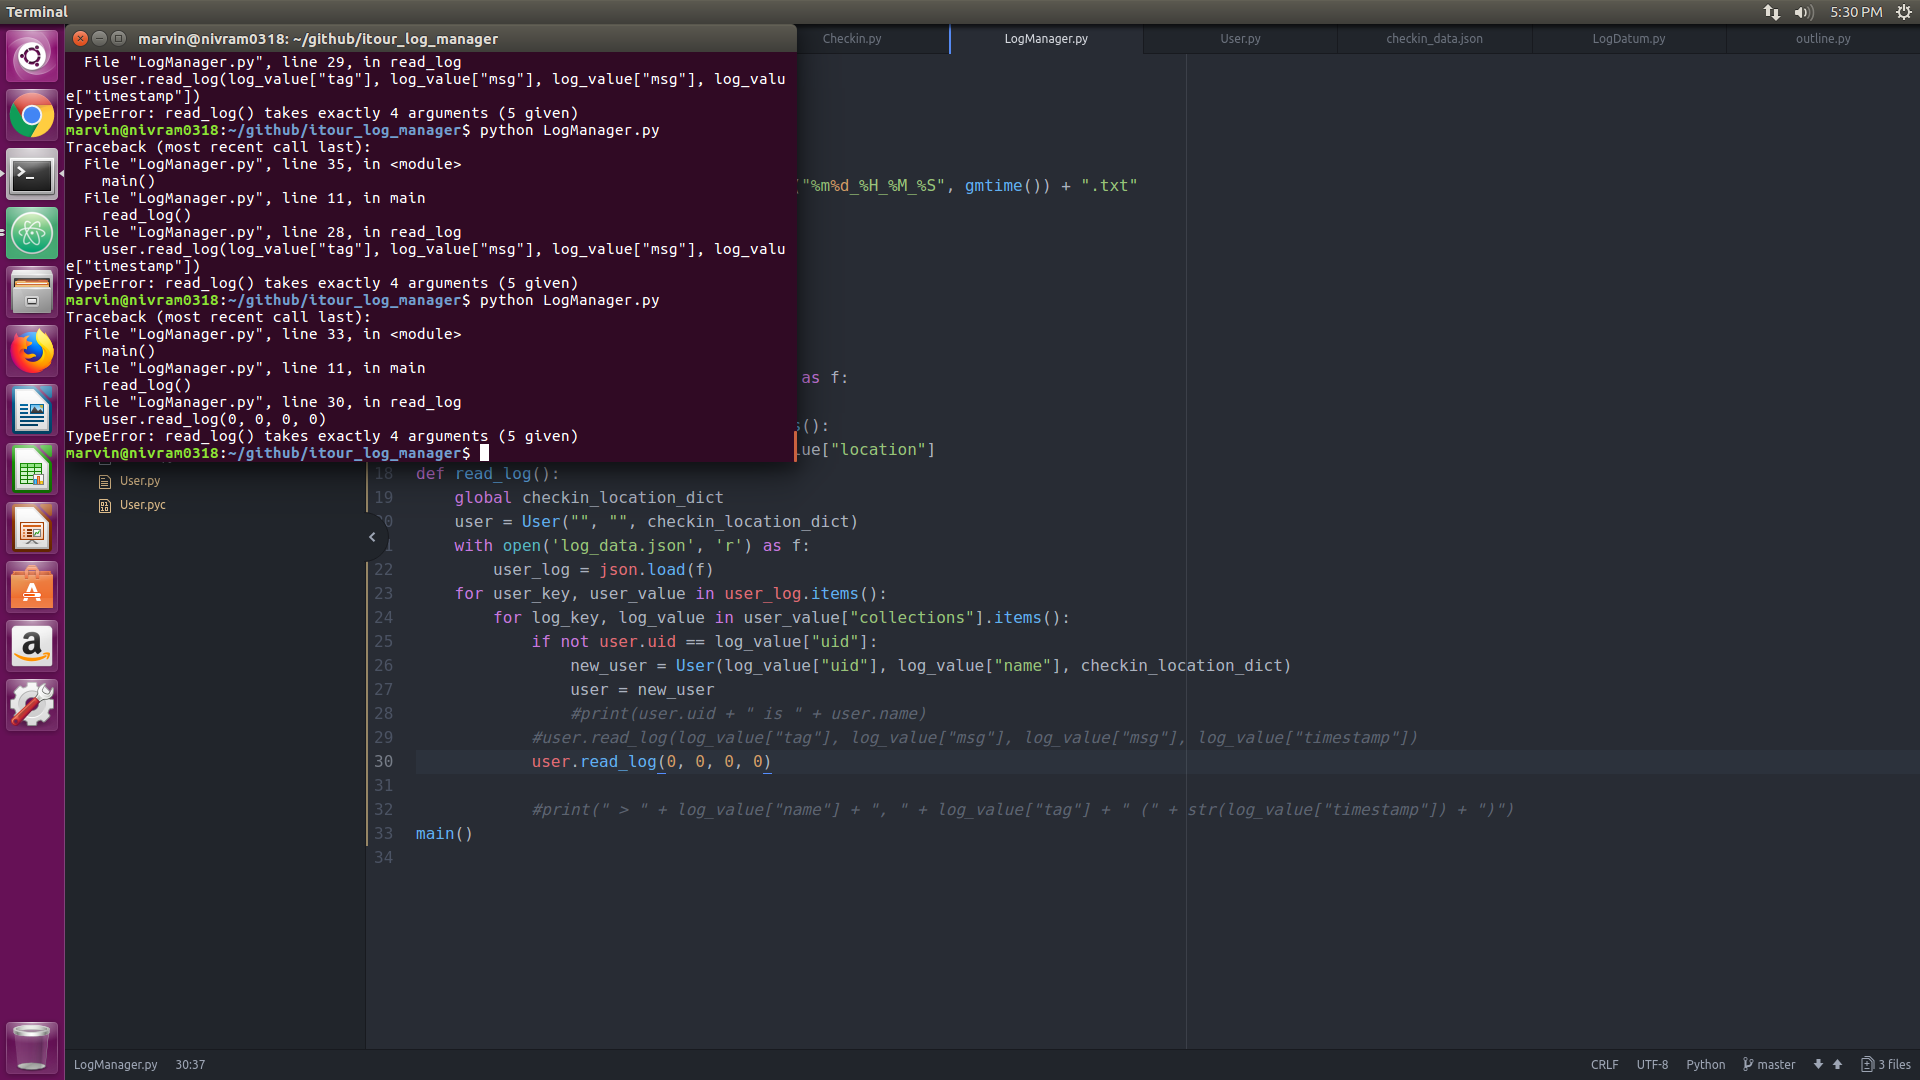 Terminal
5:30 PM
marvin@nivram0318: ~/github/itour_log_manager
File "LogManager.py", line 29, in read_log
user.read_log(log_value["tag"], log_value["msg"], log_value["msg"], log_valu
e["timestamp"])
TypeError: read_log() takes exactly 4 arguments (5 given)
marvin@nivram0318:~/github/itour_log_manager$ python LogManager.py
Traceback (most recent call last):
File "LogManager.py", line 35, in <module>
main()
File "LogManager.py", line 11, in main
read_log()
File "LogManager.py", line 28, in read_log
user.read_log(log_value["tag"], log_value["msg"], log_value["msg"], log_valu
e["timestamp"])
TypeError: read_log() takes exactly 4 arguments (5 given)
marvin@nivram0318:~/github/itour_log_manager$ python LogManager.py
Traceback (most recent call last):
File "LogManager.py", line 33, in <module>
main()
File "LogManager.py", line 11, in main
read_log()
File "LogManager.py", line 30, in read_log
user.read_log(0, 0, 0, 0)
TypeError: read_log() takes exactly 4 arguments (5 given)
marvin@nivram0318:~/github/itour_log_manager$
Checkin.py LogManager.py User.py checkin_data.json LogDatum.py outline.py
"%m%d_%H_%M_%S", gmtime()) + ".txt"
as f:
():
["location"]
User.py
User.pyc
18 def read_log():
19 global checkin_location_dict
user = User("", "", checkin_location_dict)
with open('log_data.json', 'r') as f:
22 user_log = json.load(f)
23 for user_key, user_value in user_log.items():
24 for log_key, log_value in user_value["collections"].items():
25 if not user.uid == log_value["uid"]:
26 new_user = User(log_value["uid"], log_value["name"], checkin_location_dict)
27 user = new_user
28 #print(user.uid + " is " + user.name)
29 #user.read_log(log_value["tag"], log_value["msg"], log_value["msg"], log_value["timestamp"])
30 user.read_log(0, 0, 0, 0)
31
32 #print(" > " + log_value["name"] + ", " + log_value["tag"] + " (" + str(log_value["timestamp"]) + ")")
33 main()
34
LogManager.py 30:37 CRLF UTF-8 Python master 3 files